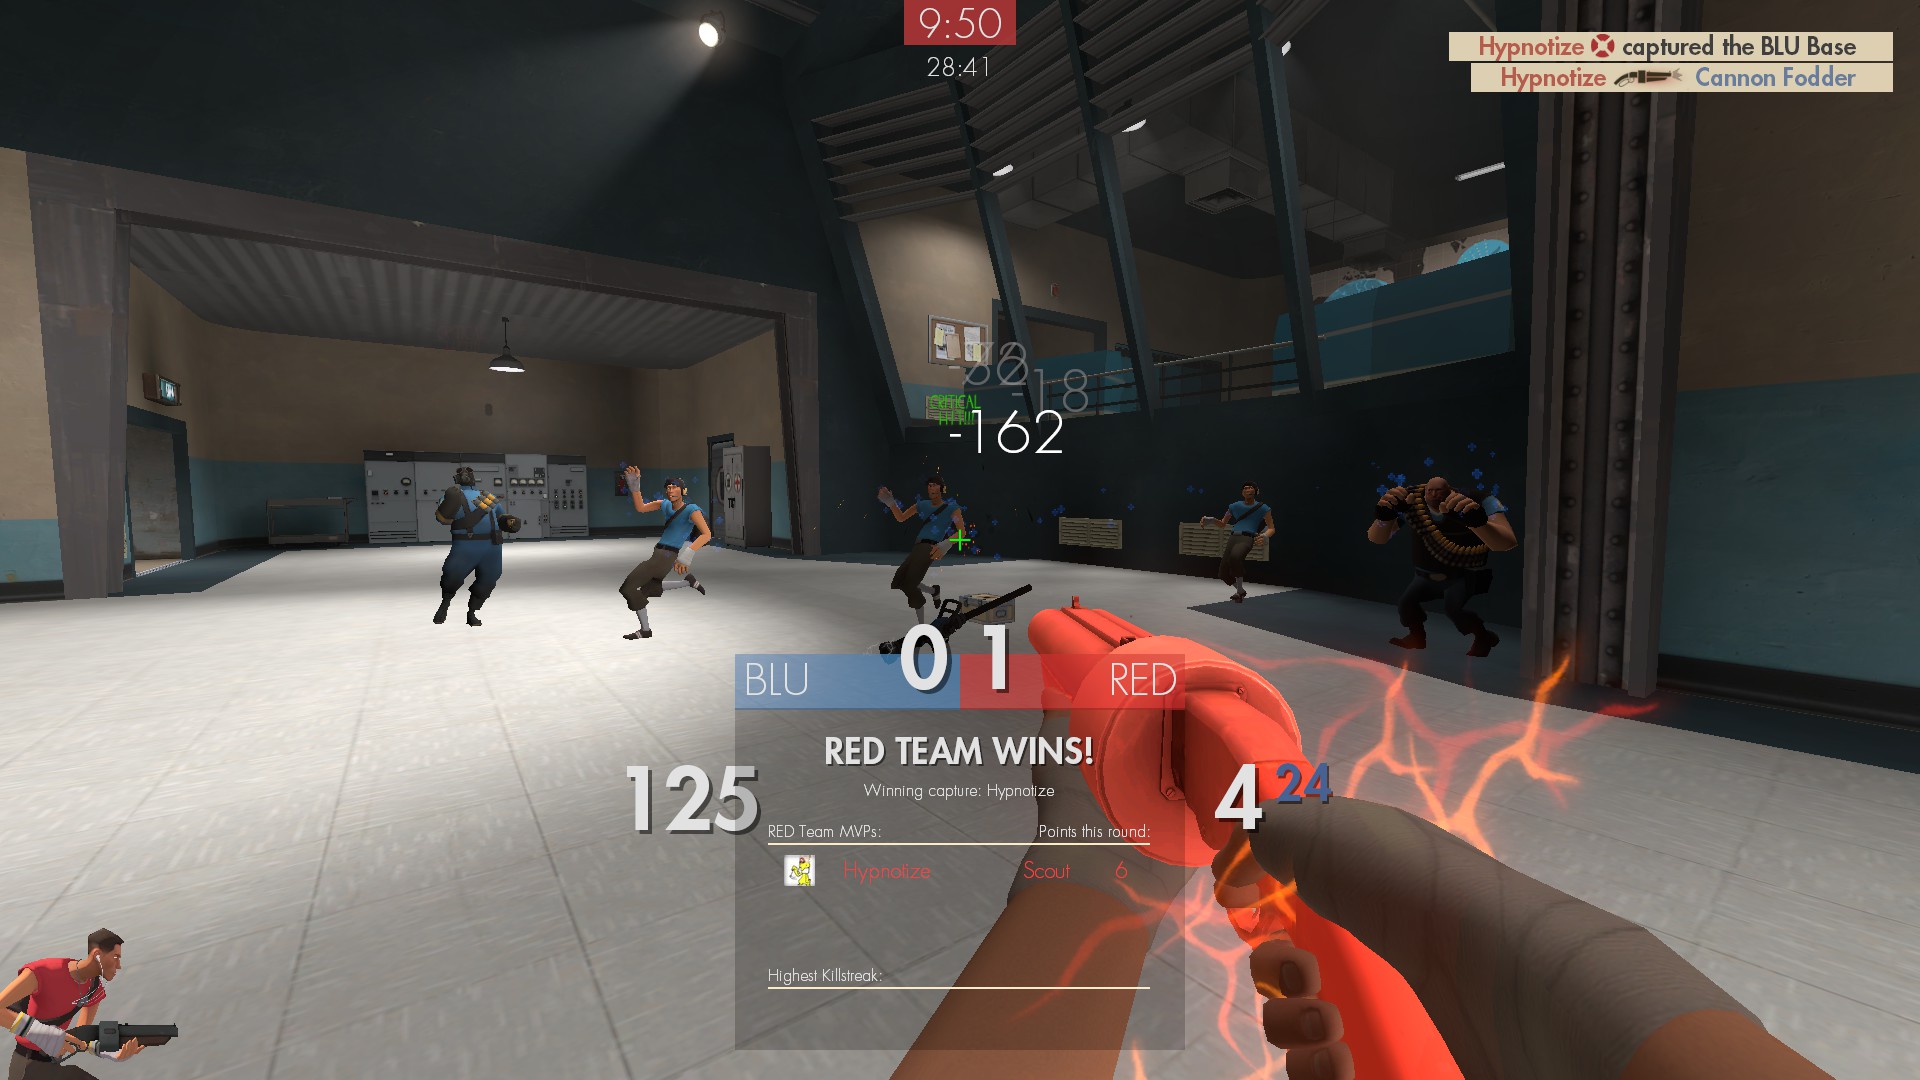 9:50
28:41
Hypnotize captured the BLU Base
Hypnotize Cannon Fodder
-18
CRITICAL
HIT!!!
-162
BLU 0 1 RED
RED TEAM WINS!
Winning capture: Hypnotize
125
4 24
RED Team MVPs: Points this round:
Hypnotize Scout 6
Highest Killstreak: